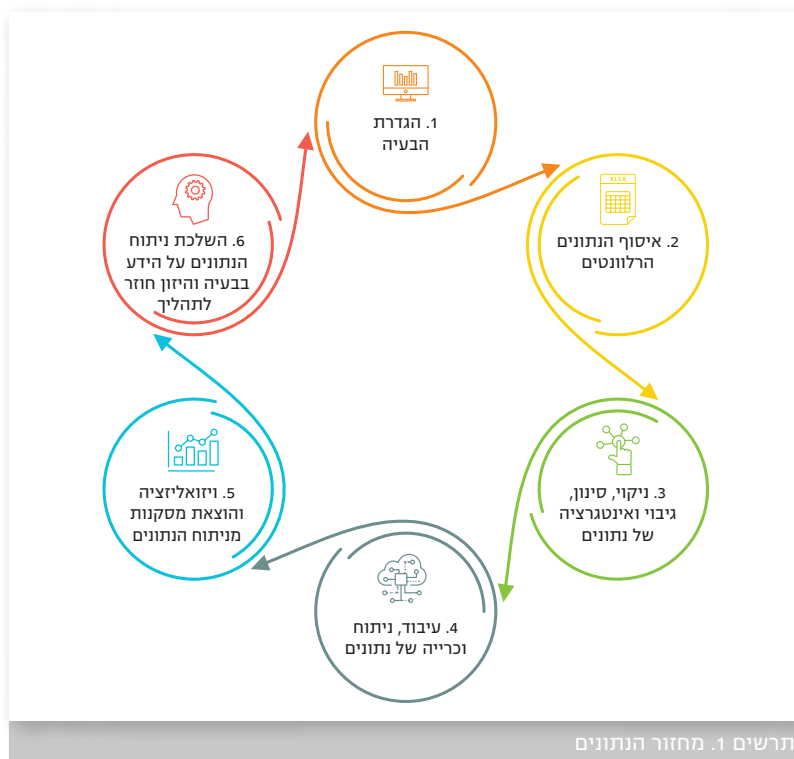 1. הגדרת
הבעיה
XLSX
2. איסוף הנתונים
הרלוונטים
3. ניקוי, סינון,
גיבוי ואינטגרציה
של נתונים
4. עיבוד, ניתוח
וכרייה של נתונים
5. ויזואליזציה
והוצאת מסקנות
מניתוח הנתונים
6. השלכת ניתוח
הנתונים על הידע
בבעיה והיזון חוזר
לתהליך
תרשים 1. מחזור הנתונים